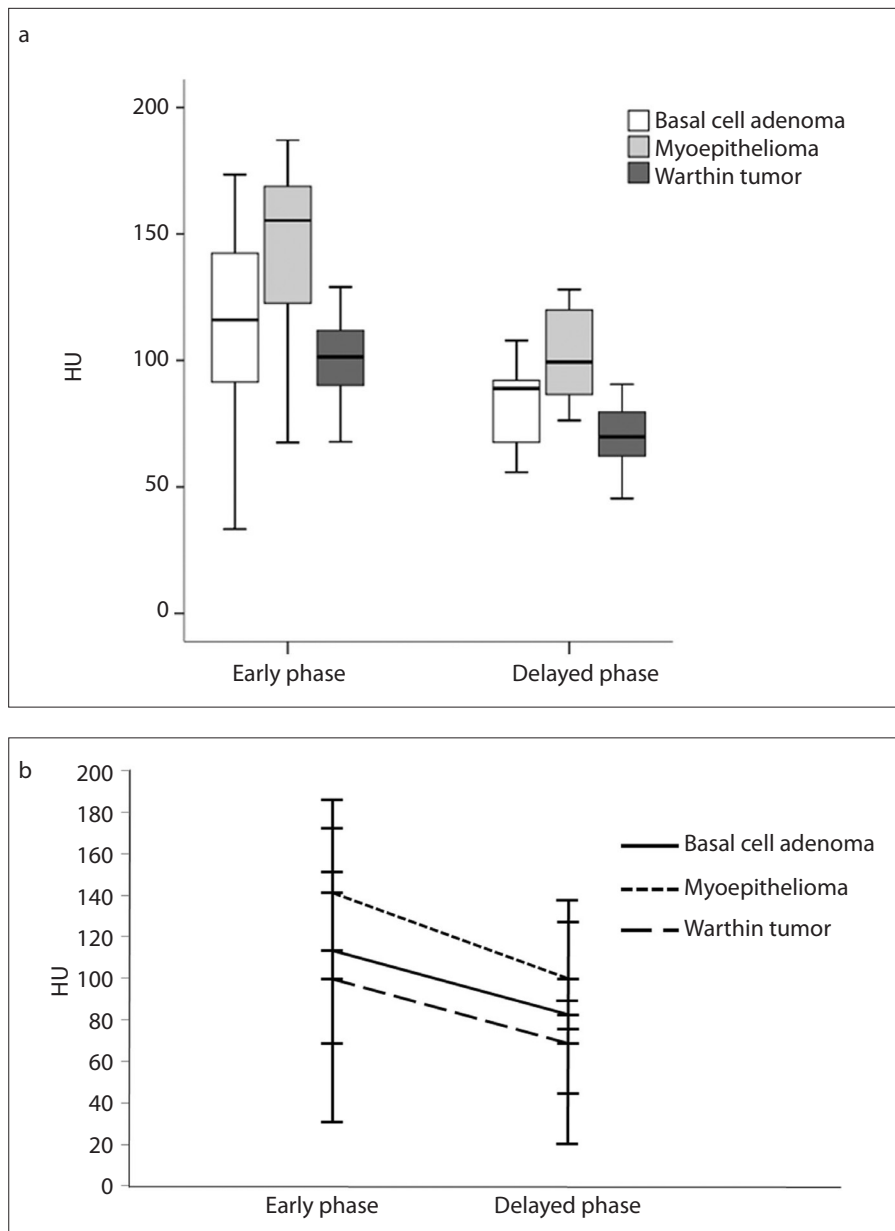 a
200
150
100
50
0
HU
Basal cell adenoma
Myoepithelioma
Warthin tumor
Early phase Delayed phase
b
200
180
160
140
120
100
80
60
40
20
0
HU
Basal cell adenoma
Myoepithelioma
Warthin tumor
Early phase Delayed phase